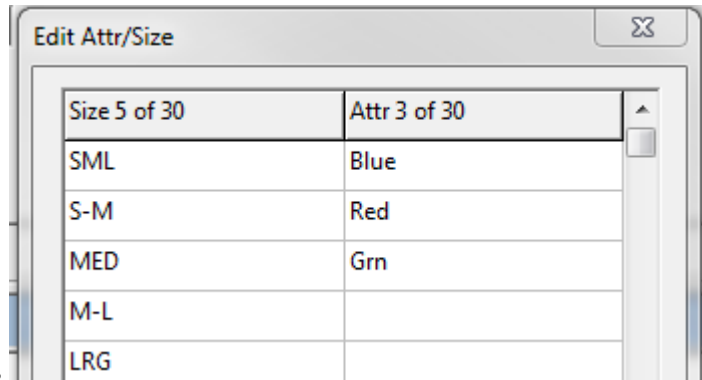 Edit Attr/Size
Size 5 of 30 Attr 3 of 30
SML Blue
S-M Red
MED Grn
M-L
LRG